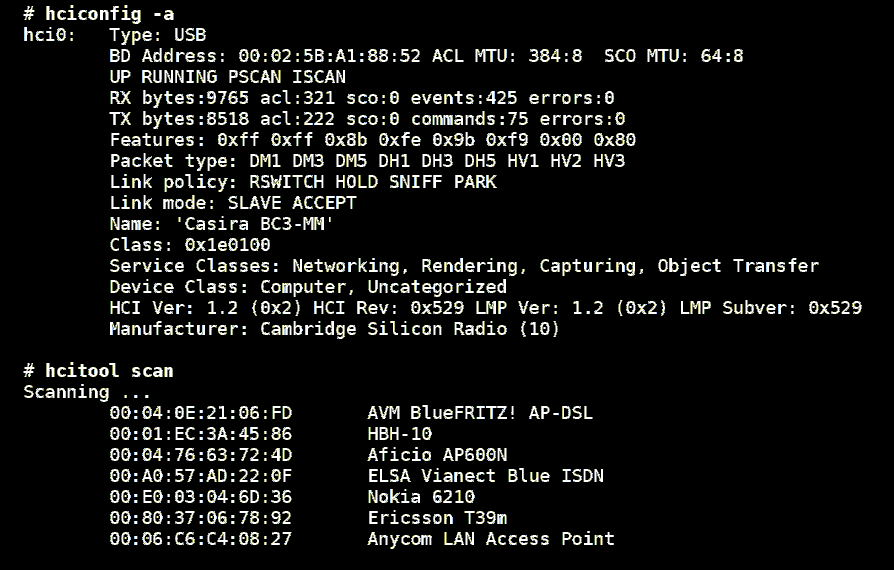 # hciconfig -a
hci0:   Type: USB
        BD Address: 00:02:5B:A1:88:52 ACL MTU: 384:8  SCO MTU: 64:8
        UP RUNNING PSCAN ISCAN
        RX bytes:9765 acl:321 sco:0 events:425 errors:0
        TX bytes:8518 acl:222 sco:0 commands:75 errors:0
        Features: 0xff 0xff 0x8b 0xfe 0x9b 0xf9 0x00 0x80
        Packet type: DM1 DM3 DM5 DH1 DH3 DH5 HV1 HV2 HV3
        Link policy: RSWITCH HOLD SNIFF PARK
        Link mode: SLAVE ACCEPT
        Name: 'Casira BC3-MM'
        Class: 0x1e0100
        Service Classes: Networking, Rendering, Capturing, Object Transfer
        Device Class: Computer, Uncategorized
        HCI Ver: 1.2 (0x2) HCI Rev: 0x529 LMP Ver: 1.2 (0x2) LMP Subver: 0x529
        Manufacturer: Cambridge Silicon Radio (10)
# hcitool scan
Scanning ...
        00:04:0E:21:06:FD       AVM BlueFRITZ! AP-DSL
        00:01:EC:3A:45:86       HBH-10
        00:04:76:63:72:4D       Aficio AP600N
        00:A0:57:AD:22:0F       ELSA Vianect Blue ISDN
        00:E0:03:04:6D:36       Nokia 6210
        00:80:37:06:78:92       Ericsson T39m
        00:06:C6:C4:08:27       Anycom LAN Access Point